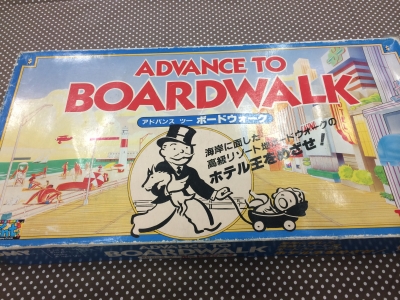 ADVANCE TO
BOARDWALK
アドバンス ツー ボードウォーク
海岸に面した
高級リゾート地ボードウォークの
ホテル王をめざせ!
BOARDWALK